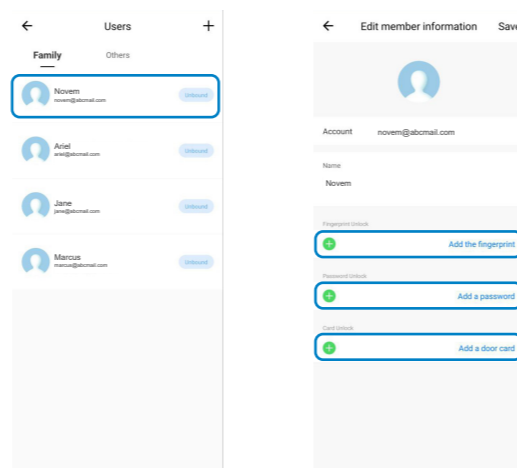 Users
Family
Others
Novem
novem@abcmail.com
Unbound
Ariel
ariel@abcmail.com
Unbound
Jane
jane@abcmail.com
Unbound
Marcus
marcus@abcmail.com
Unbound
Edit member information
Save
Account
novem@abcmail.com
Name
Novem
Fingerprint Unlock
Add the fingerprint
Password Unlock
Add a password
Card Unlock
Add a door card